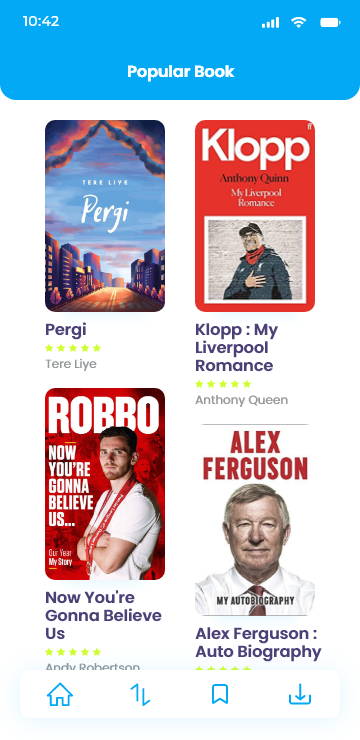 10:42
Popular Book
TERE LIYE
Pergi
Pergi
Tere Liye
Klopp
Anthony Quinn
My Liverpool
Romance
Klopp : My
Liverpool
Romance
Anthony Queen
ROBBO
NOW
YOU'RE
GONNA
BELIEVE
US...
Our Year
My Story
Now You're
Gonna Believe
Us
Andy Robertson
ALEX
FERGUSON
MY AUTOBIOGRAPHY
Alex Ferguson :
Auto Biography